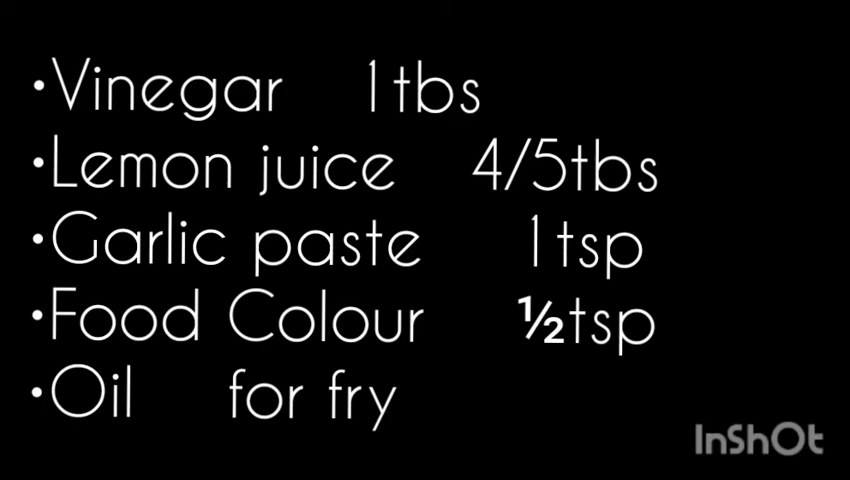 •Vinegar 1tbs
•Lemon juice 4/5tbs
•Garlic paste 1tsp
•Food Colour ½tsp
•Oil for fry
InShOt